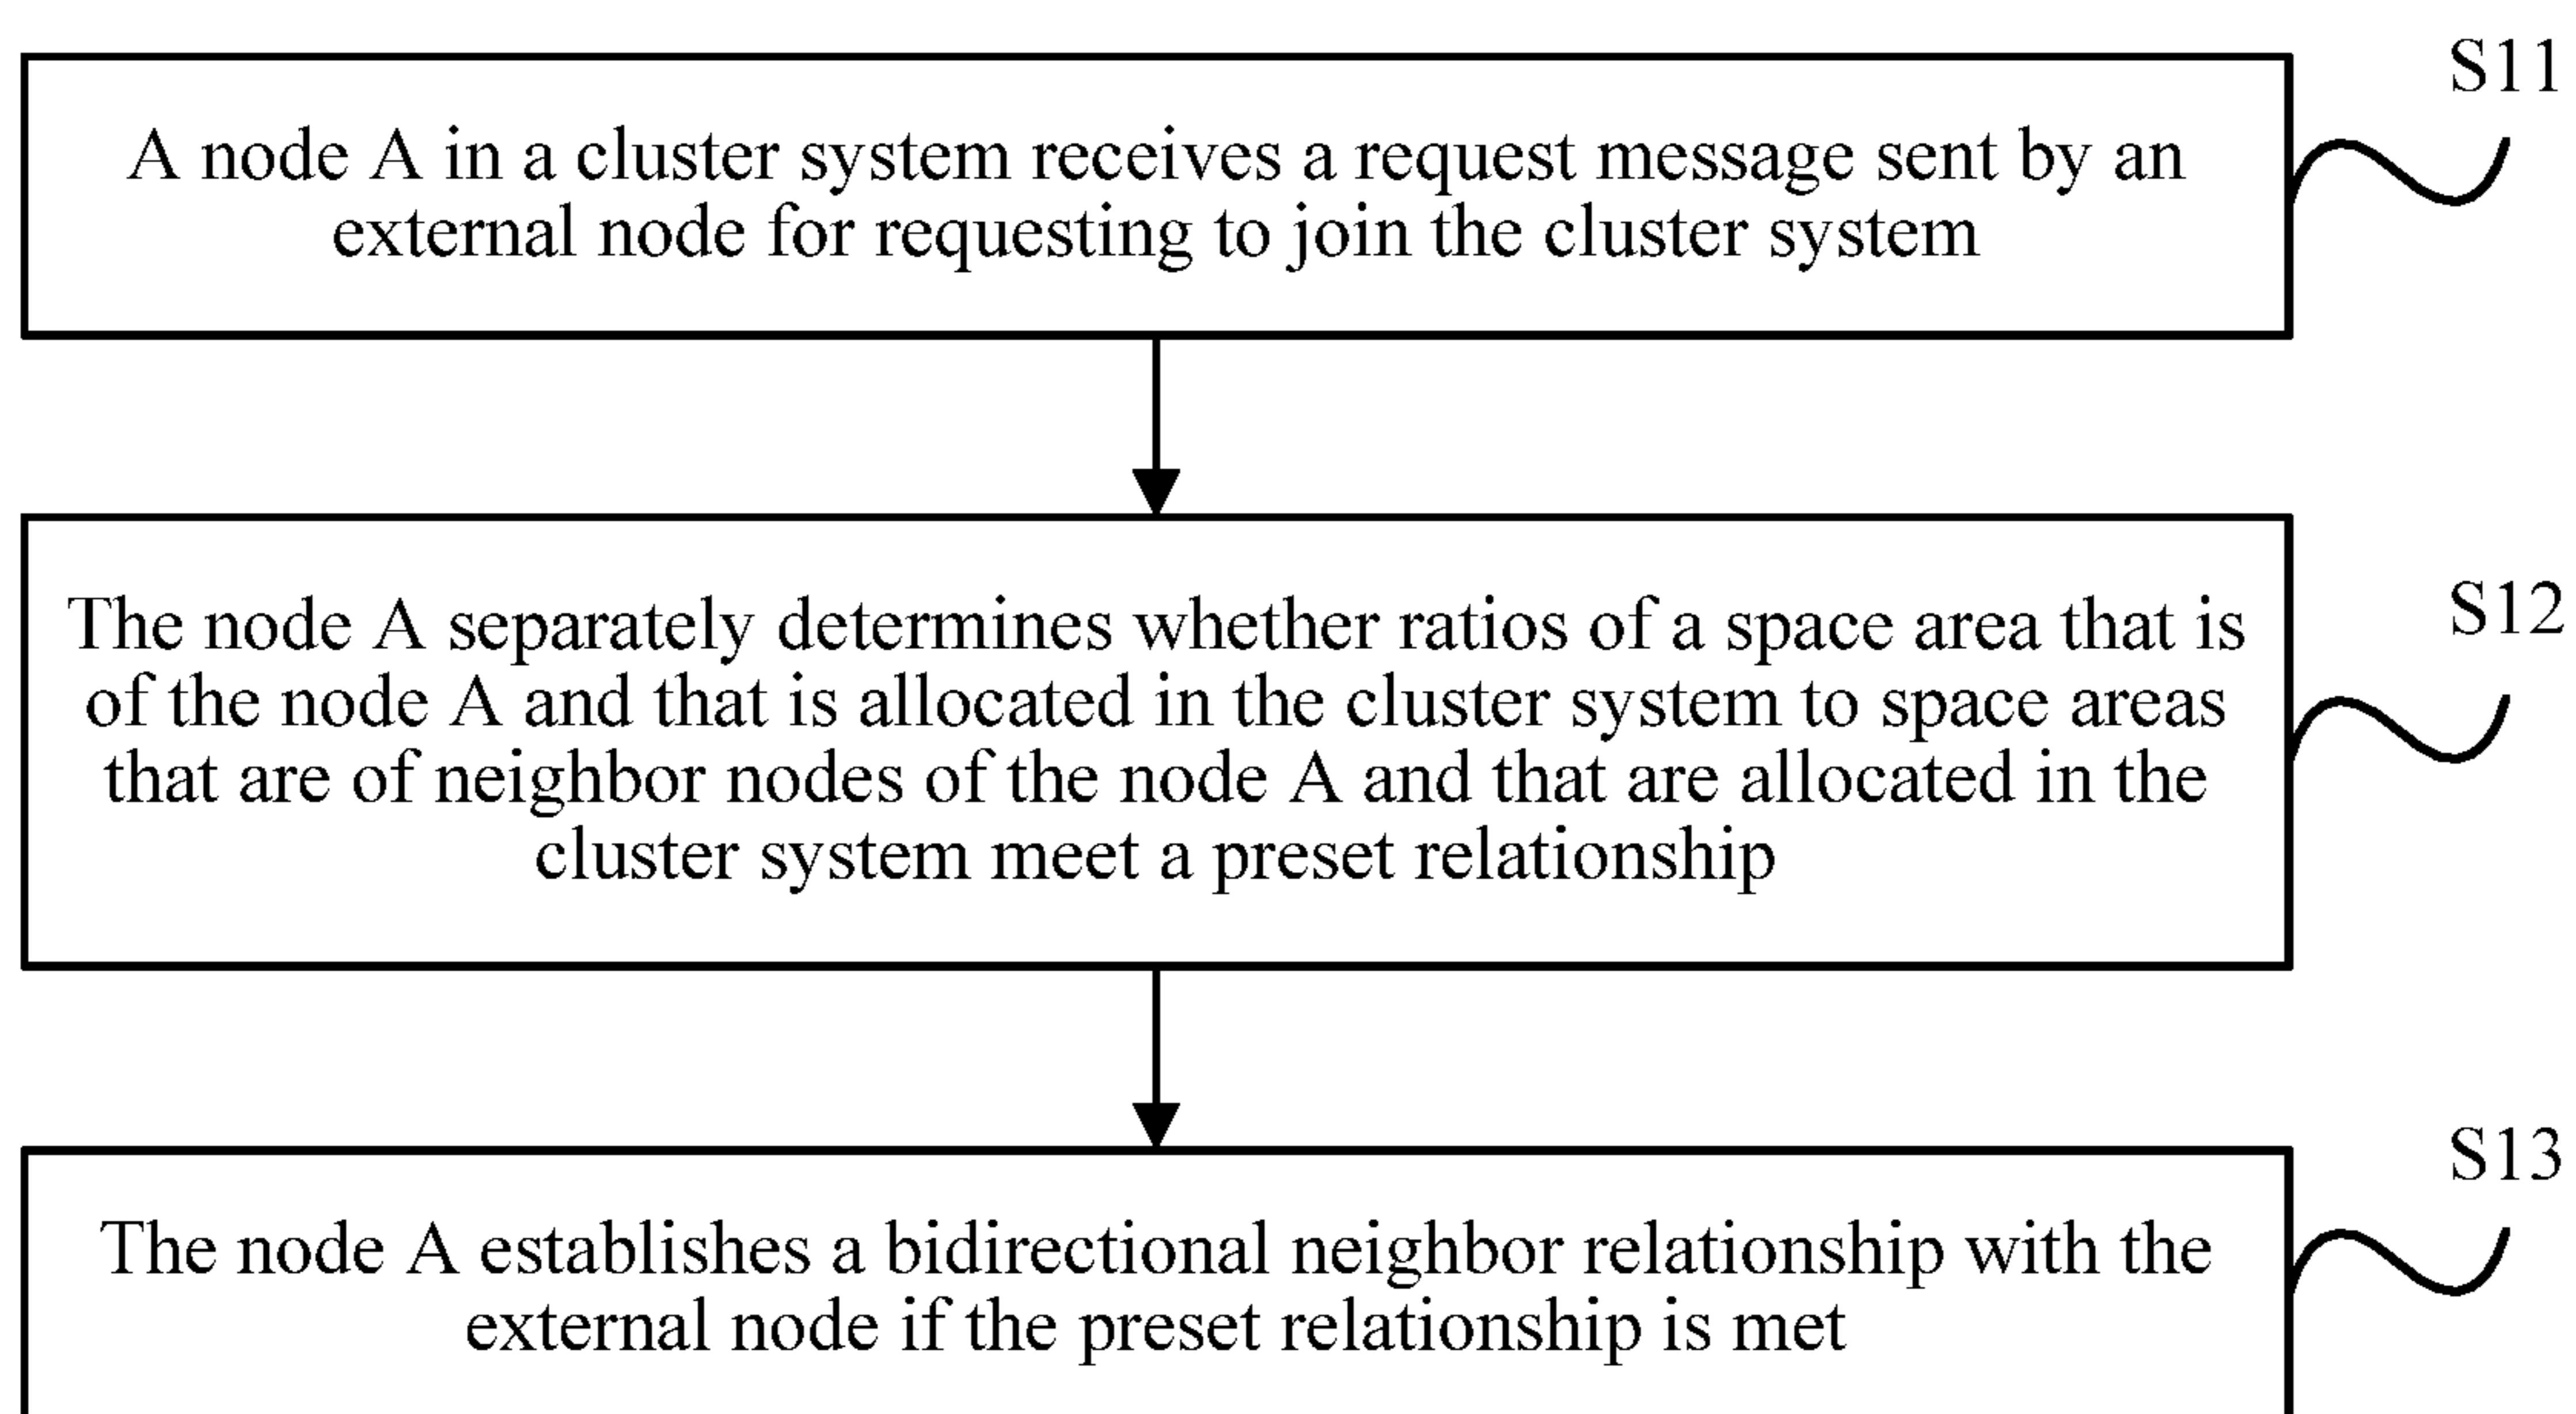 S11
A node A in a cluster system receives a request message sent by an
external node for requesting to join the cluster system
S12
The node A separately determines whether ratios of a space area that is
of the node A and that is allocated in the cluster system to space areas
that are of neighbor nodes of the node A and that are allocated in the
cluster system meet a preset relationship
S13
The node A establishes a bidirectional neighbor relationship with the
external node if the preset relationship is met